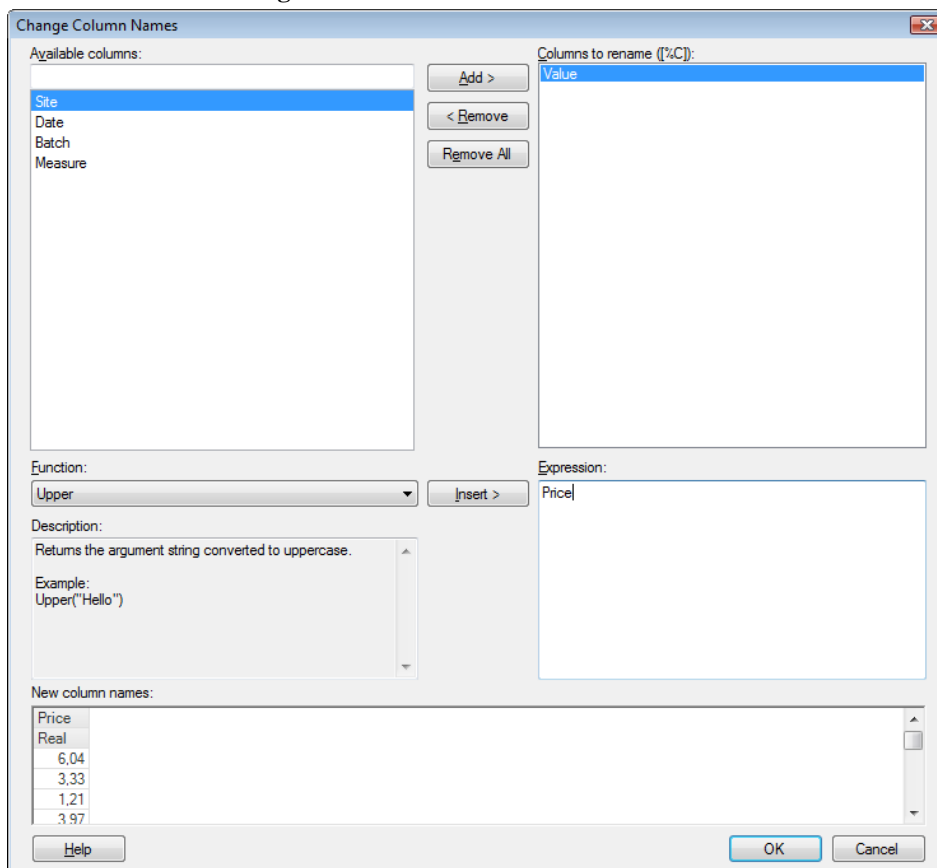 Change Column Names
Available columns:
Columns to rename ([%C]):
Add >
Value
Site
< Remove
Date
Batch
Remove All
Measure
Function:
Expression:
Upper
Insert >
Price
Description:
Returns the argument string converted to uppercase.
Example:
Upper("Hello")
New column names:
Price
Real
6,04
3,33
1,21
3,97
Help
OK
Cancel